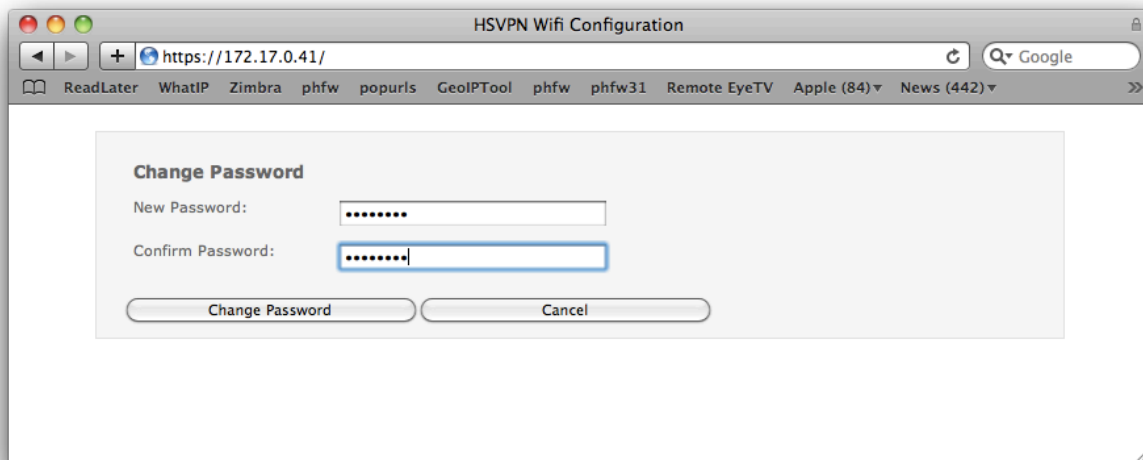 HSVPN Wifi Configuration
https://172.17.0.41/
Google
ReadLater WhatIP Zimbra phfw popurls GeoIPTool phfw phfw31 Remote EyeTV Apple (84) News (442)
Change Password
New Password: ••••••••
Confirm Password: ••••••••
Change Password Cancel